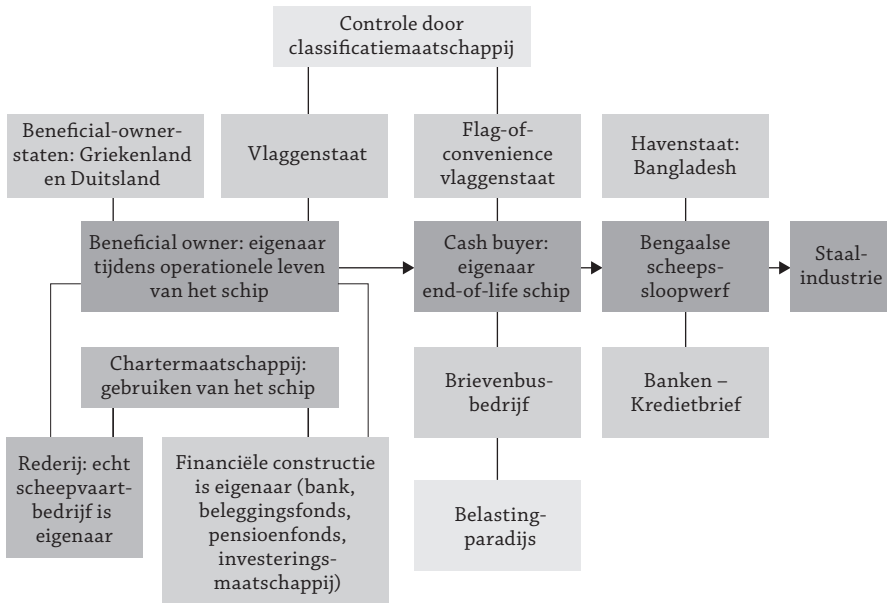 Controle door
classificatiemaatschappij
Beneficial-owner-
staten: Griekenland
en Duitsland
Vlaggenstaat
Flag-of-
convenience
vlaggenstaat
Havenstaat:
Bangladesh
Beneficial owner: eigenaar
tijdens operationele leven
van het schip
Cash buyer:
eigenaar
end-of-life schip
Bengaalse
scheeps-
sloopwerf
Staal-
industrie
Chartermaatschappij:
gebruiken van het schip
Brievenbus-
bedrijf
Banken –
Kredietbrief
Rederij: echt
scheepvaart-
bedrijf is
eigenaar
Financiële constructie
is eigenaar (bank,
beleggingsfonds,
pensioenfonds,
investerings-
maatschappij)
Belasting-
paradijs